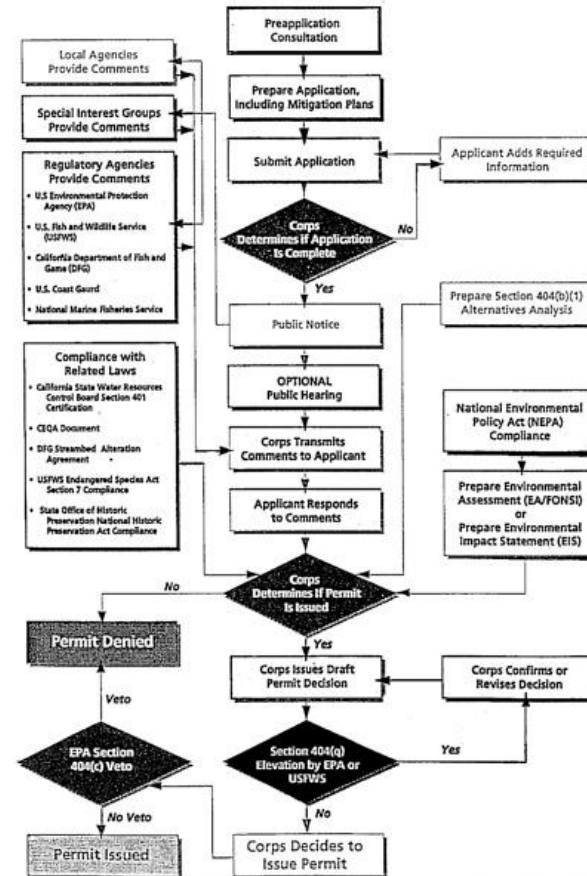 Preapplication
Consultation
Local Agencies
Provide Comments
Prepare Application,
Including Mitigation Plans
Special Interest Groups
Provide Comments
Submit Application
Applicant Adds Required
Information
Regulatory Agencies
Provide Comments
• U.S Environmental Protection
Agency (EPA)
• U.S. Fish and Wildlife Service
(USFWS)
• California Department of Fish and
Game (DFG)
• U.S. Coast Gaurd
• National Marine Fisheries Service
Corps
Determines if Application
Is Complete
No
Yes
Public Notice
Prepare Section 404(b)(1)
Alternatives Analysis
Compliance with
Related Laws
• California State Water Resources
Control Board Section 401
Certification
• CEQA Document
• DFG Streambed Alteration
Agreement
• USFWS Endangered Species Act
Section 7 Compliance
• State Office of Historic
Preservation National Historic
Preservation Act Compliance
OPTIONAL
Public Hearing
National Environmental
Policy Act (NEPA)
Compliance
Corps Transmits
Comments to Applicant
Prepare Environmental
Assessment (EA/FONSI)
or
Prepare Environmental
Impact Statement (EIS)
Applicant Responds
to Comments
Corps
Determines If Permit
Is Issued
No
Yes
Permit Denied
Corps Issues Draft
Permit Decision
Corps Confirms or
Revises Decision
Veto
EPA Section
404(c) Veto
Section 404(q)
Elevation by EPA or
USFWS
Yes
No Veto
No
Permit Issued
Corps Decides to
Issue Permit